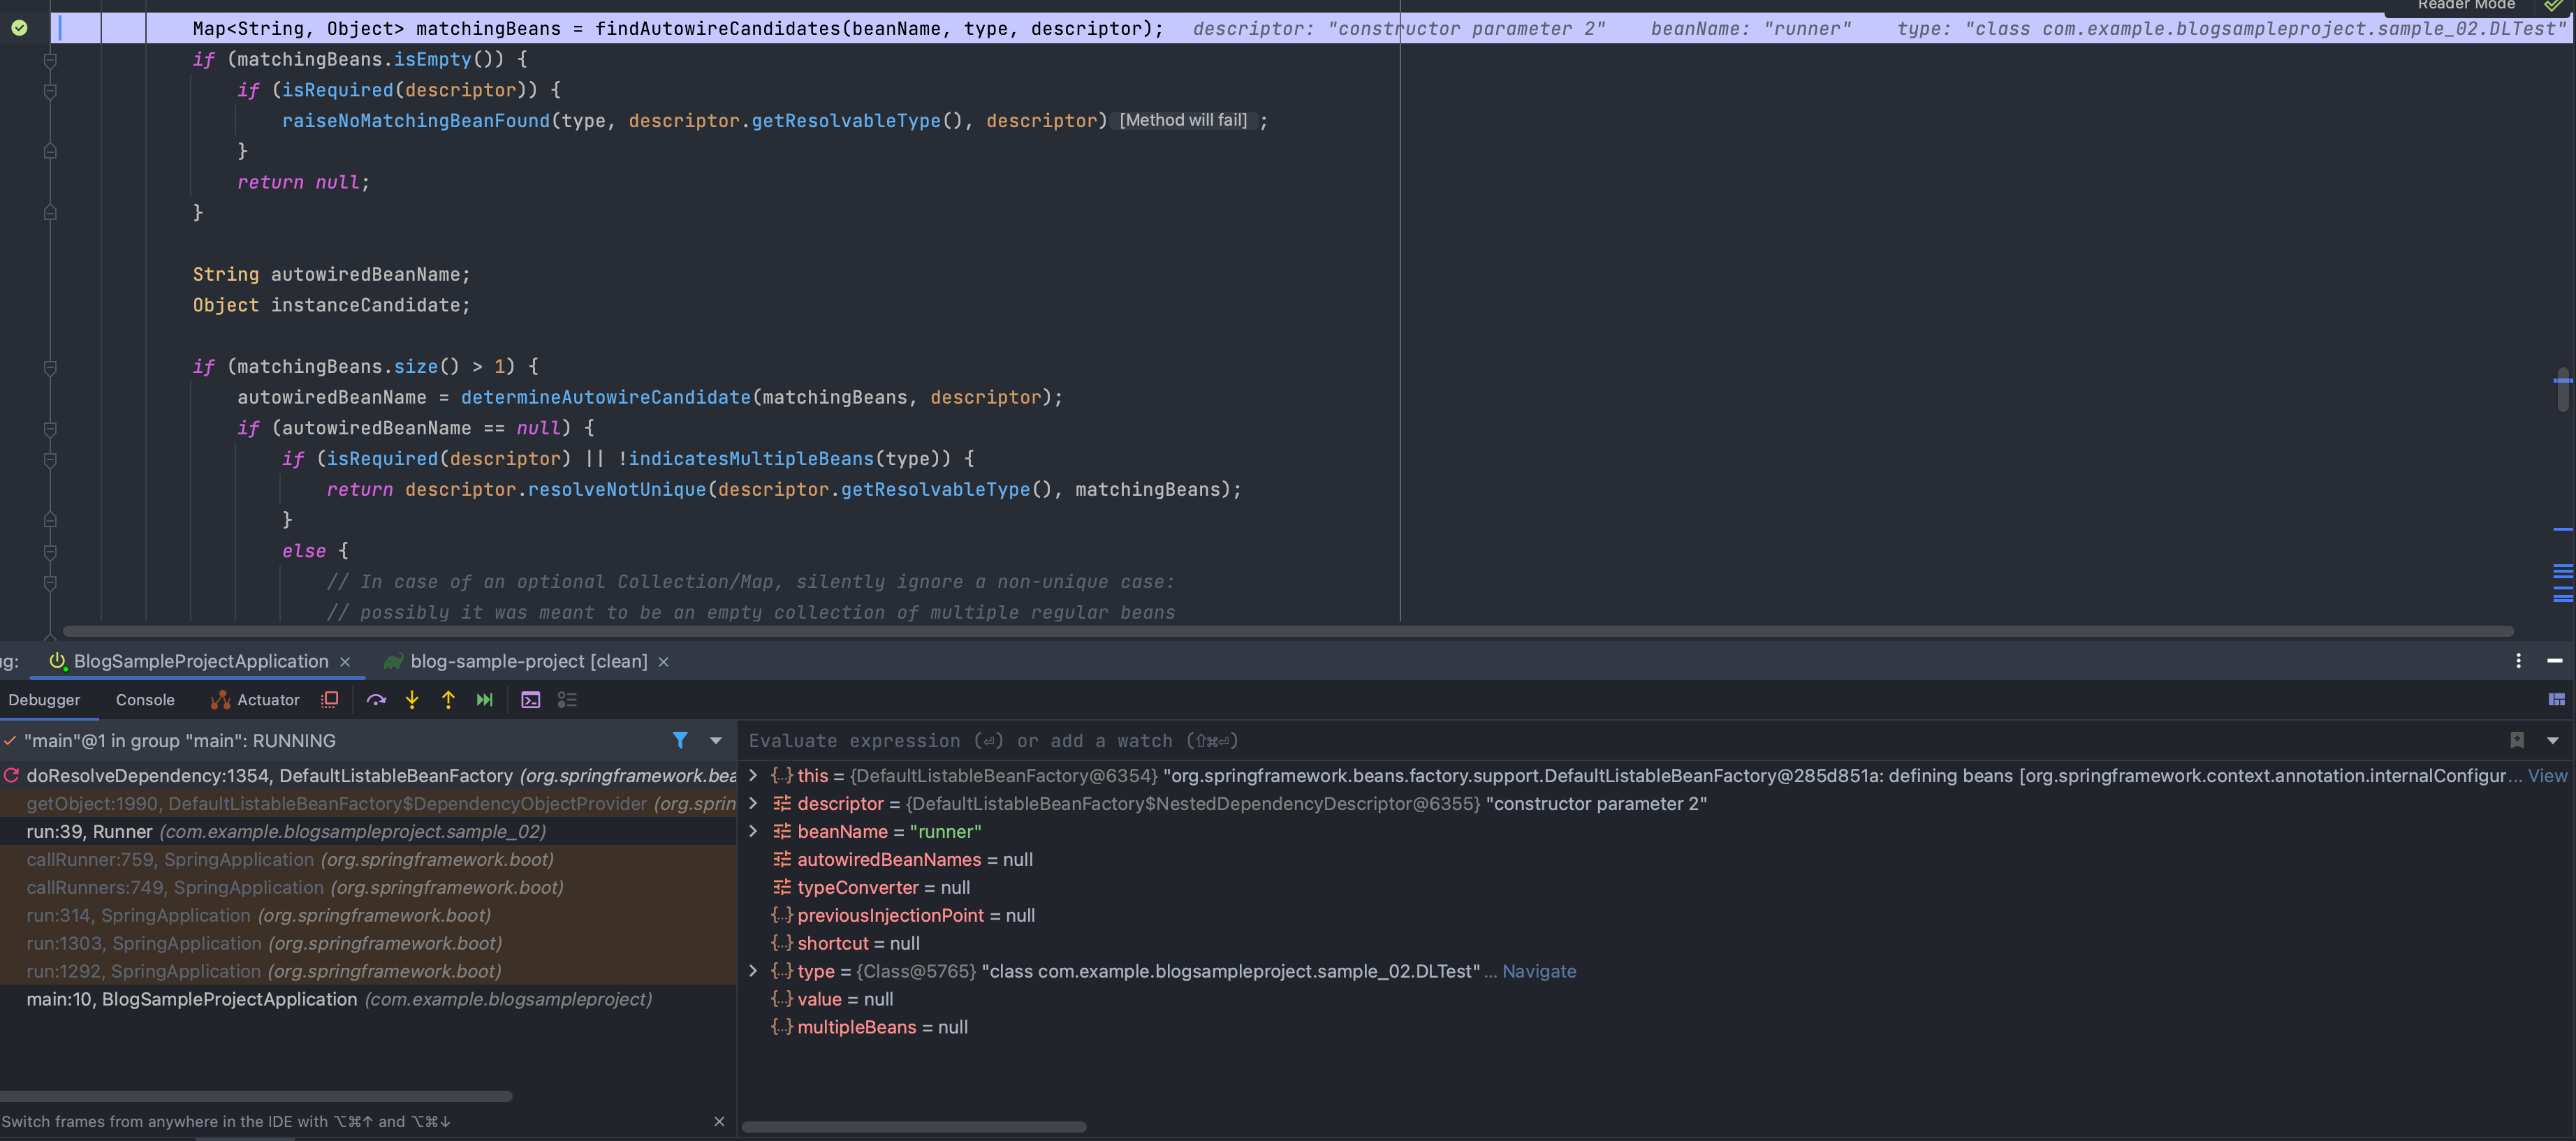 Reader Mode
Map<String, Object> matchingBeans = findAutowireCandidates(beanName, type, descriptor); descriptor: "constructor parameter 2" beanName: "runner" type: "class com.example.blogsampleproject.sample_02.DLTest"
if (matchingBeans.isEmpty()) {
if (isRequired(descriptor)) {
raiseNoMatchingBeanFound(type, descriptor.getResolvableType(), descriptor) [Method will fail] ;
}
return null;
}
String autowiredBeanName;
Object instanceCandidate;
if (matchingBeans.size() > 1) {
autowiredBeanName = determineAutowireCandidate(matchingBeans, descriptor);
if (autowiredBeanName == null) {
if (isRequired(descriptor) || !indicatesMultipleBeans(type)) {
return descriptor.resolveNotUnique(descriptor.getResolvableType(), matchingBeans);
}
else {
// In case of an optional Collection/Map, silently ignore a non-unique case:
// possibly it was meant to be an empty collection of multiple regular beans
ug: BlogSampleProjectApplication × blog-sample-project [clean] ×
Debugger Console Actuator
"main"@1 in group "main": RUNNING
doResolveDependency:1354, DefaultListableBeanFactory (org.springframework.bea
getObject:1990, DefaultListableBeanFactory$DependencyObjectProvider (org.sprin
run:39, Runner (com.example.blogsampleproject.sample_02)
callRunner:759, SpringApplication (org.springframework.boot)
callRunners:749, SpringApplication (org.springframework.boot)
run:314, SpringApplication (org.springframework.boot)
run:1303, SpringApplication (org.springframework.boot)
run:1292, SpringApplication (org.springframework.boot)
main:10, BlogSampleProjectApplication (com.example.blogsampleproject)
Switch frames from anywhere in the IDE with ⌥⌘↑ and ⌥⌘↓ ×
Evaluate expression (⏎) or add a watch (⇧⌘⏎)
this = {DefaultListableBeanFactory@6354} "org.springframework.beans.factory.support.DefaultListableBeanFactory@285d851a: defining beans [org.springframework.context.annotation.internalConfigur... View
descriptor = {DefaultListableBeanFactory$NestedDependencyDescriptor@6355} "constructor parameter 2"
beanName = "runner"
autowiredBeanNames = null
typeConverter = null
previousInjectionPoint = null
shortcut = null
type = {Class@5765} "class com.example.blogsampleproject.sample_02.DLTest" ... Navigate
value = null
multipleBeans = null